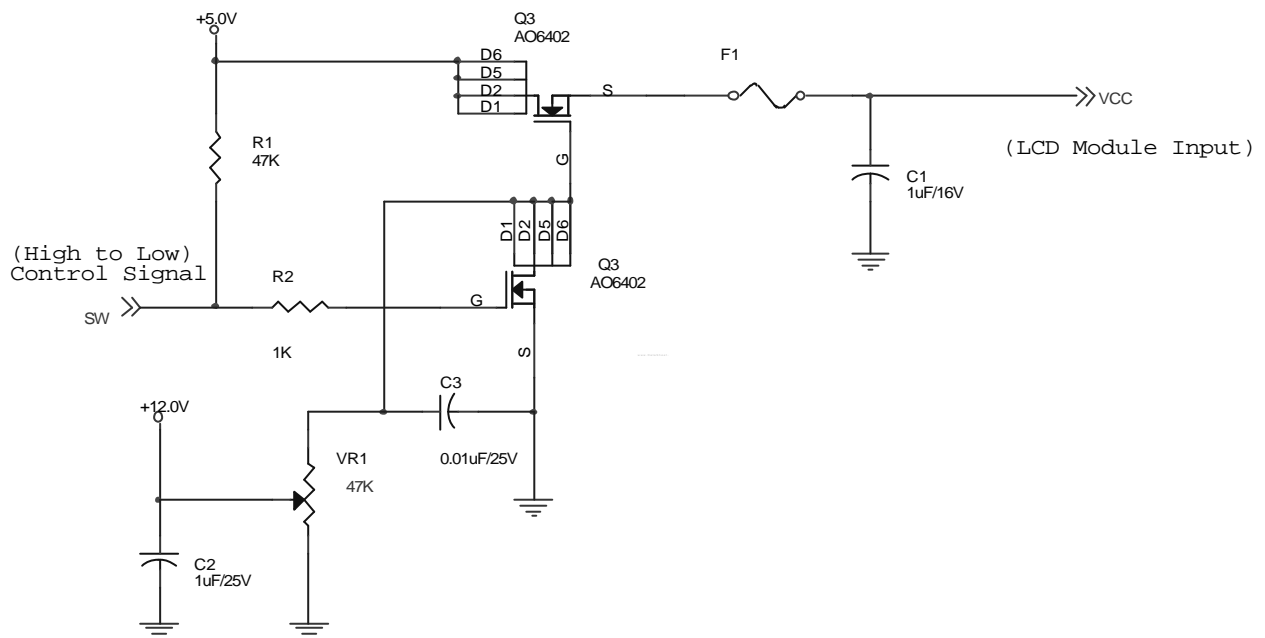 +5.0V
Q3
AO6402
D6
D5
D2
D1
S
F1
VCC
(LCD Module Input)
R1
47K
G
C1
1uF/16V
D1
D2
D5
D6
(High to Low)
Control Signal
SW
R2
1K
G
Q3
AO6402
S
C3
0.01uF/25V
+12.0V
VR1
47K
C2
1uF/25V